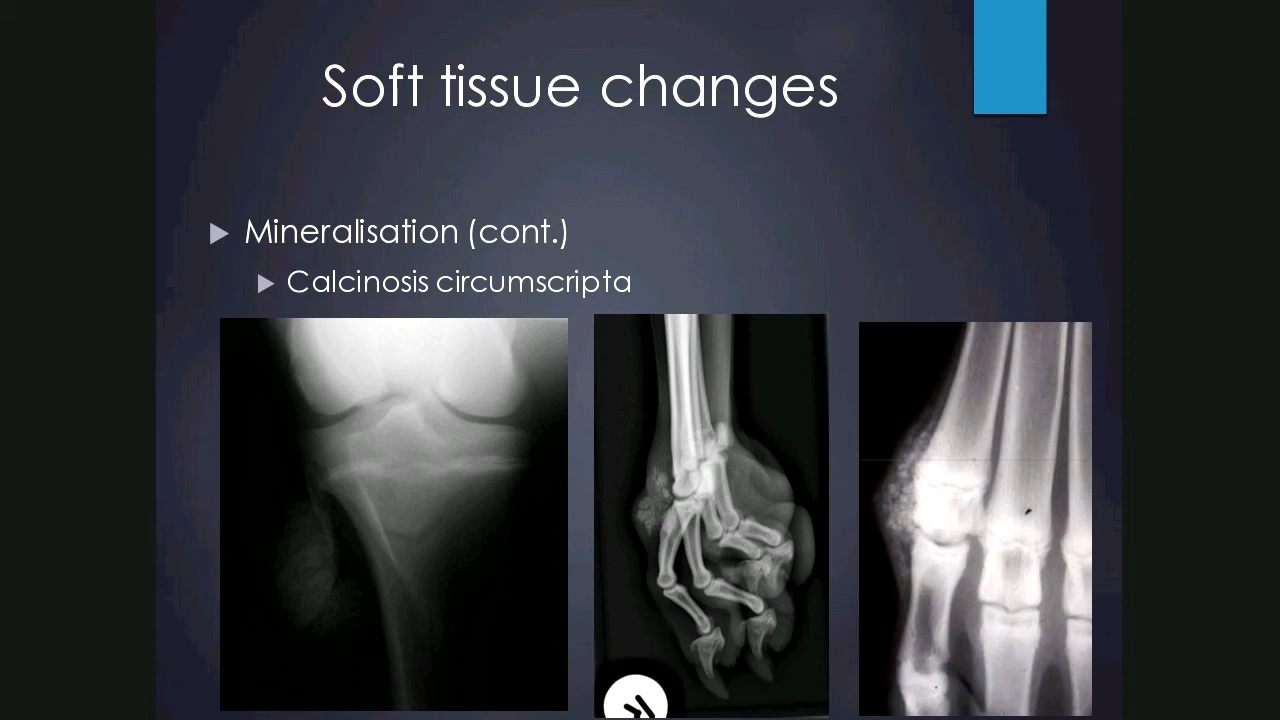 Soft tissue changes
Mineralisation (cont.)
Calcinosis circumscripta